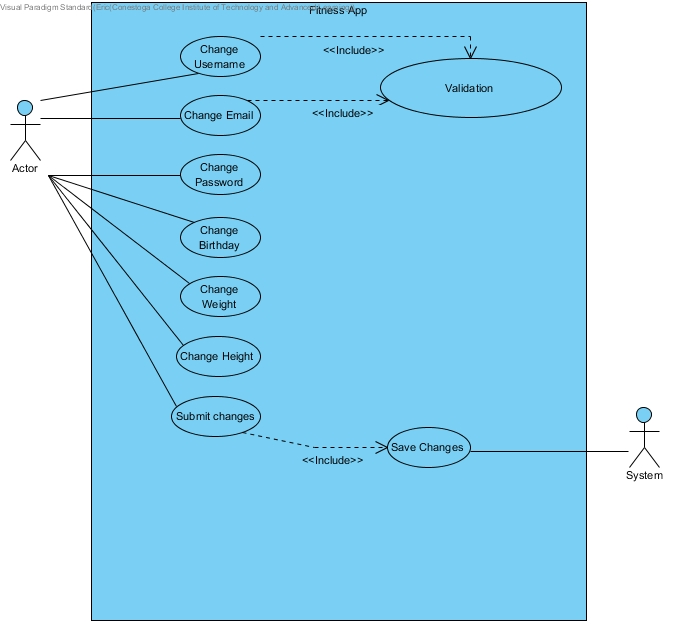 Visual Paradigm Standard(Eric(Conestoga College Institute of Technology and Advanced
Fitness App
Change
Username
<<Include>>
Validation
Change Email
<<Include>>
Actor
Change
Password
Change
Birthday
Change
Weight
Change Height
Submit changes
<<Include>>
Save Changes
System